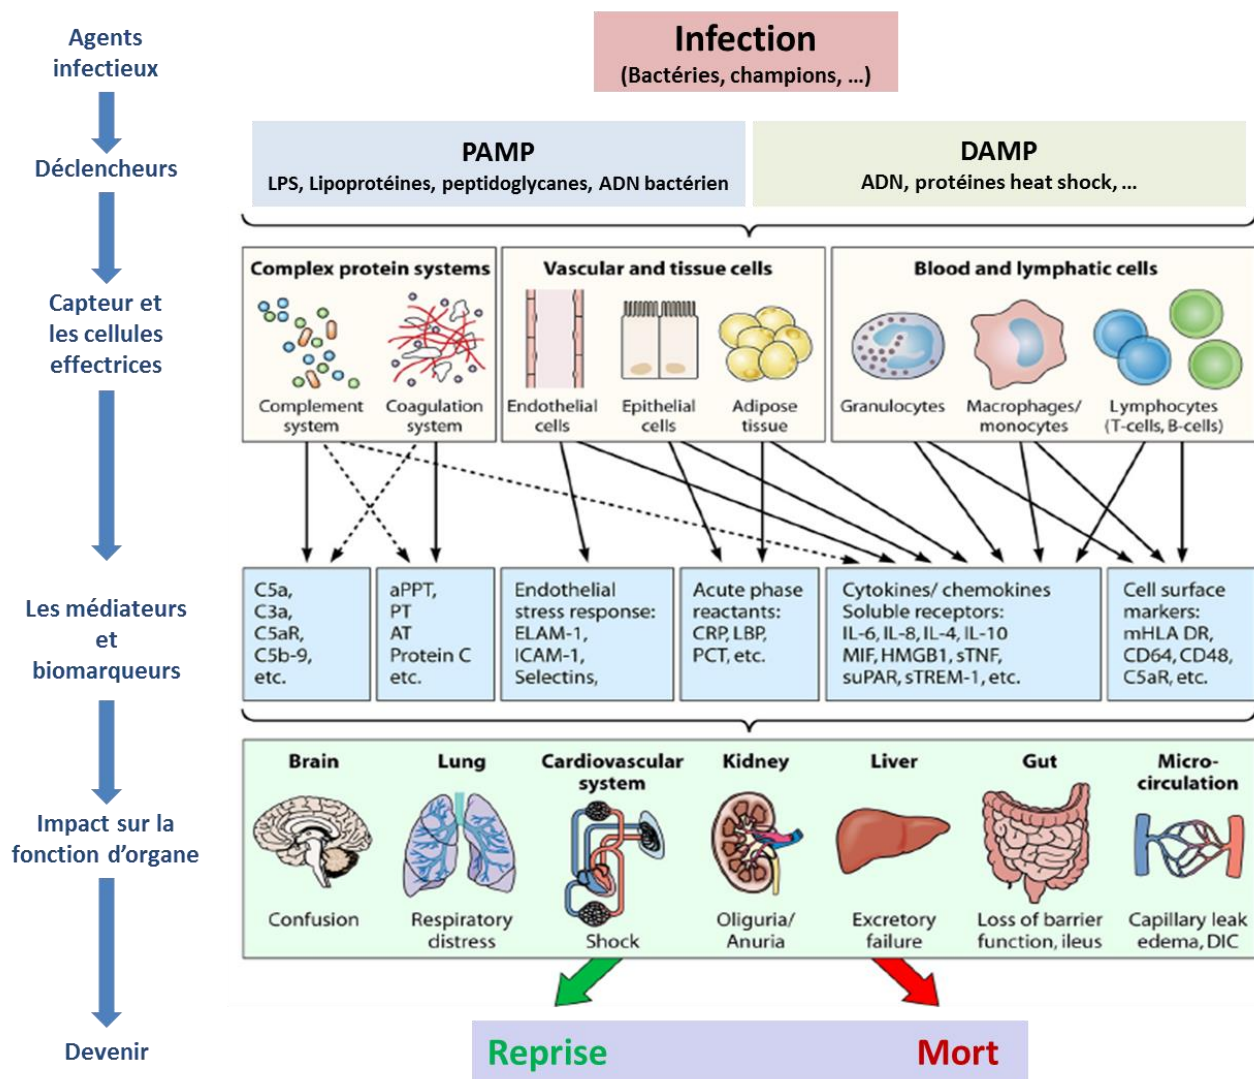 Agents
infectieux
Infection
(Bactéries, champions, ...)
Déclencheurs
PAMP
LPS, Lipoprotéines, peptidoglycanes, ADN bactérien
DAMP
ADN, protéines heat shock, ...
Capteur et
les cellules
effectrices
Complex protein systems
Complement
system
Coagulation
system
Vascular and tissue cells
Endothelial
cells
Epithelial
cells
Adipose
tissue
Blood and lymphatic cells
Granulocytes
Macrophages/
monocytes
Lymphocytes
(T-cells, B-cells)
Les médiateurs
et
biomarqueurs
C5a,
C3a,
C5aR,
C5b-9,
etc.
aPPT,
PT
AT
Protein C
etc.
Endothelial
stress response:
ELAM-1,
ICAM-1,
Selectins,
Acute phase
reactants:
CRP, LBP,
PCT, etc.
Cytokines/ chemokines
Soluble receptors:
IL-6, IL-8, IL-4, IL-10
MIF, HMGB1, sTNF,
suPAR, sTREM-1, etc.
Cell surface
markers:
mHLA DR,
CD64, CD48,
C5aR, etc.
Impact sur la
fonction d’organe
Brain
Confusion
Lung
Respiratory
distress
Cardiovascular
system
Shock
Kidney
Oliguria/
Anuria
Liver
Excretory
failure
Gut
Loss of barrier
function, ileus
Micro-
circulation
Capillary leak
edema, DIC
Devenir
Reprise
Mort